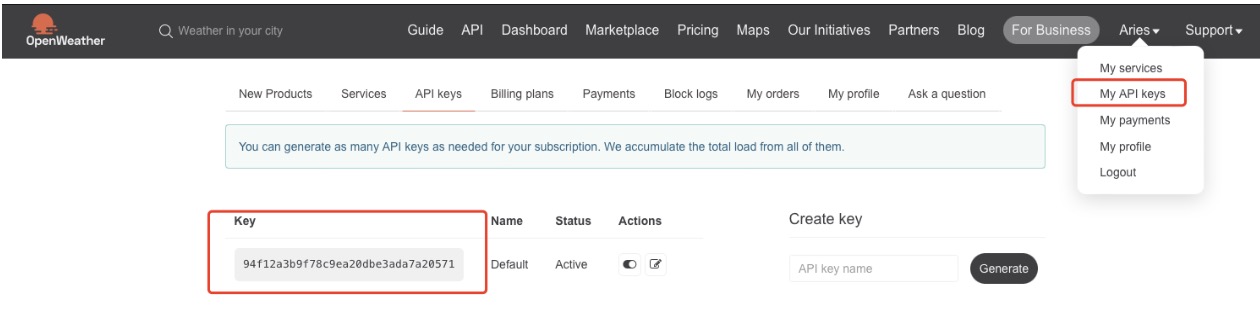 OpenWeather Weather in your city Guide API Dashboard Marketplace Pricing Maps Our Initiatives Partners Blog For Business Aries Support
My services
My API keys
My payments
My profile
Logout
New Products Services API keys Billing plans Payments Block logs My orders My profile Ask a question
You can generate as many API keys as needed for your subscription. We accumulate the total load from all of them.
Key Name Status Actions
94f12a3b9f78c9ea20dbe3ada7a20571 Default Active
Create key
API key name Generate